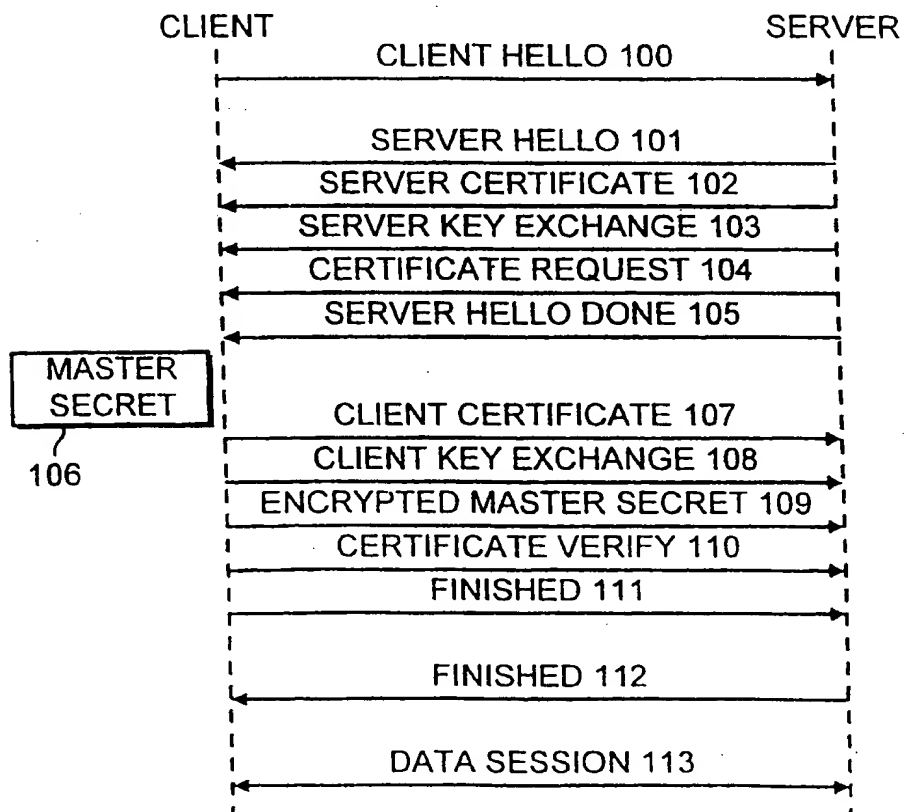 CLIENT SERVER
CLIENT HELLO 100
SERVER HELLO 101
SERVER CERTIFICATE 102
SERVER KEY EXCHANGE 103
CERTIFICATE REQUEST 104
SERVER HELLO DONE 105
MASTER
SECRET
106
CLIENT CERTIFICATE 107
CLIENT KEY EXCHANGE 108
ENCRYPTED MASTER SECRET 109
CERTIFICATE VERIFY 110
FINISHED 111
FINISHED 112
DATA SESSION 113